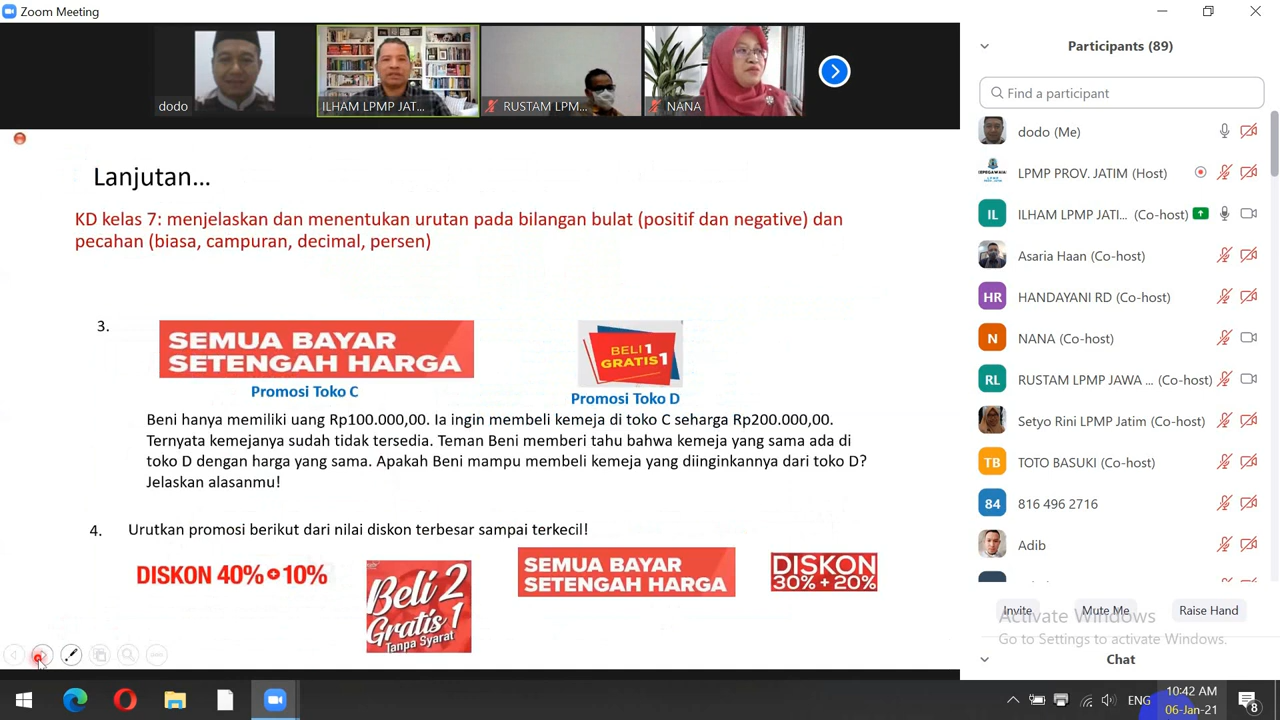 Zoom Meeting
dodo
ILHAM LPMP JAT...
RUSTAM LPM...
NANA
Lanjutan...
KD kelas 7: menjelaskan dan menentukan urutan pada bilangan bulat (positif dan negative) dan
pecahan (biasa, campuran, decimal, persen)
3.
SEMUA BAYAR
SETENGAH HARGA
BELI 1
GRATIS 1
Promosi Toko C
Promosi Toko D
Beni hanya memiliki uang Rp100.000,00. Ia ingin membeli kemeja di toko C seharga Rp200.000,00.
Ternyata kemejanya sudah tidak tersedia. Teman Beni memberi tahu bahwa kemeja yang sama ada di
toko D dengan harga yang sama. Apakah Beni mampu membeli kemeja yang diinginkannya dari toko D?
Jelaskan alasanmu!
4. Urutkan promosi berikut dari nilai diskon terbesar sampai terkecil!
DISKON 40% + 10%
Beli 2
Gratis 1
Tanpa Syarat
SEMUA BAYAR
SETENGAH HARGA
DISKON
30% + 20%
Participants (89)
Find a participant
dodo (Me)
LPMP PROV. JATIM (Host)
IL ILHAM LPMP JATI... (Co-host)
Asaria Haan (Co-host)
HR HANDAYANI RD (Co-host)
N NANA (Co-host)
RL RUSTAM LPMP JAWA ... (Co-host)
Setyo Rini LPMP Jatim (Co-host)
TB TOTO BASUKI (Co-host)
84 816 496 2716
Adib
Invite
Mute Me
Raise Hand
Activate Windows
Go to Settings to activate Windows.
Chat
ENG
10:42 AM
06-Jan-21
8